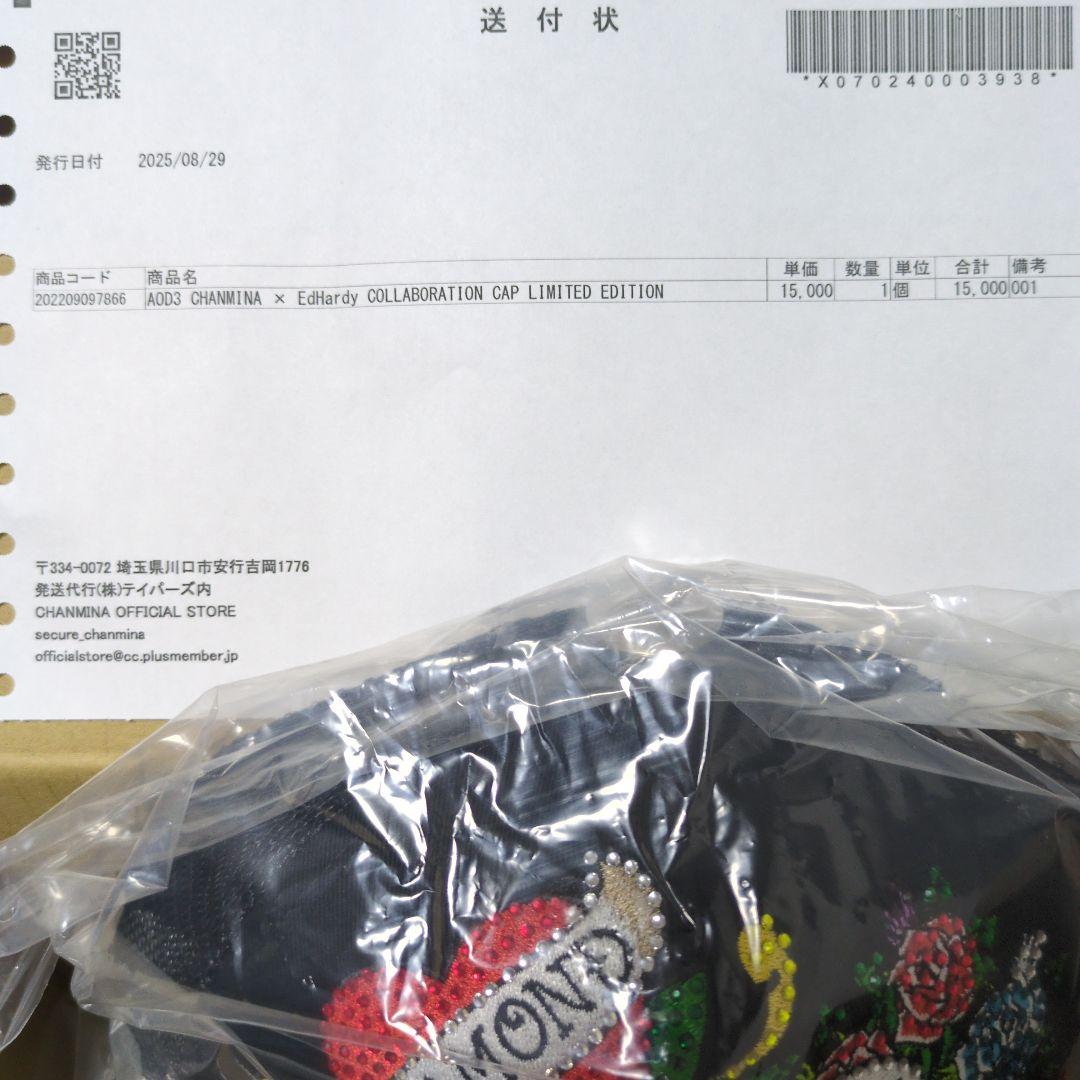 送付状
*X070240003938*
発行日付 2025/08/29
商品コード 商品名 単価 数量 単位 合計 備考
202209097866 AOD3 CHANMINA × EdHardy COLLABORATION CAP LIMITED EDITION 15,000 1 個 15,000 001
〒334-0072 埼玉県川口市安行吉岡1776
発送代行(株)テイパーズ内
CHANMINA OFFICIAL STORE
secure_chanmina
officialstore@cc.plusmember.jp
MOND